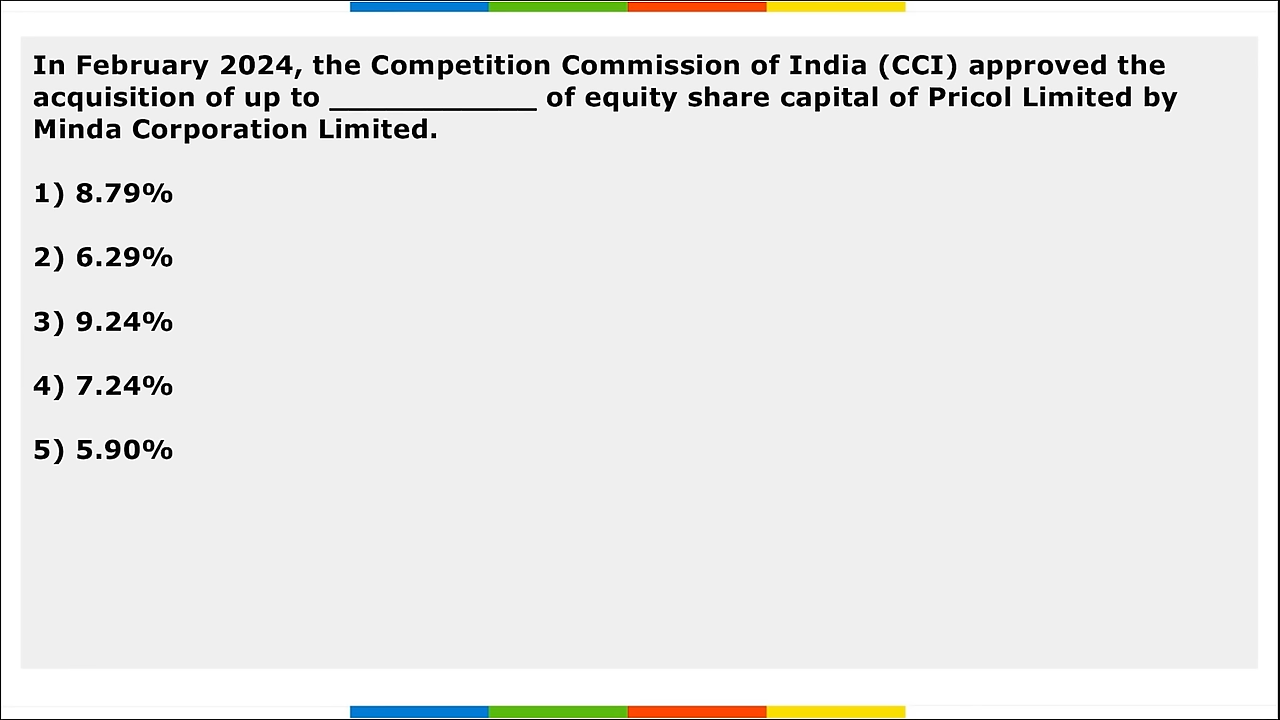 In February 2024, the Competition Commission of India (CCI) approved the
acquisition of up to ______________ of equity share capital of Pricol Limited by
Minda Corporation Limited.
1) 8.79%
2) 6.29%
3) 9.24%
4) 7.24%
5) 5.90%